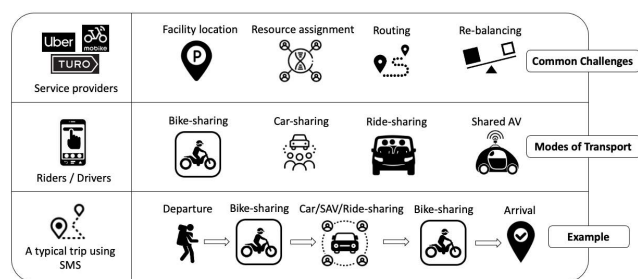 Uber
mobike
TURO
Service providers
Facility location
Resource assignment
Routing
Re-balancing
P
Common Challenges
Riders / Drivers
Bike-sharing
Car-sharing
Ride-sharing
Shared AV
Modes of Transport
A typical trip using
SMS
Departure
Bike-sharing
Car/SAV/Ride-sharing
Bike-sharing
Arrival
Example